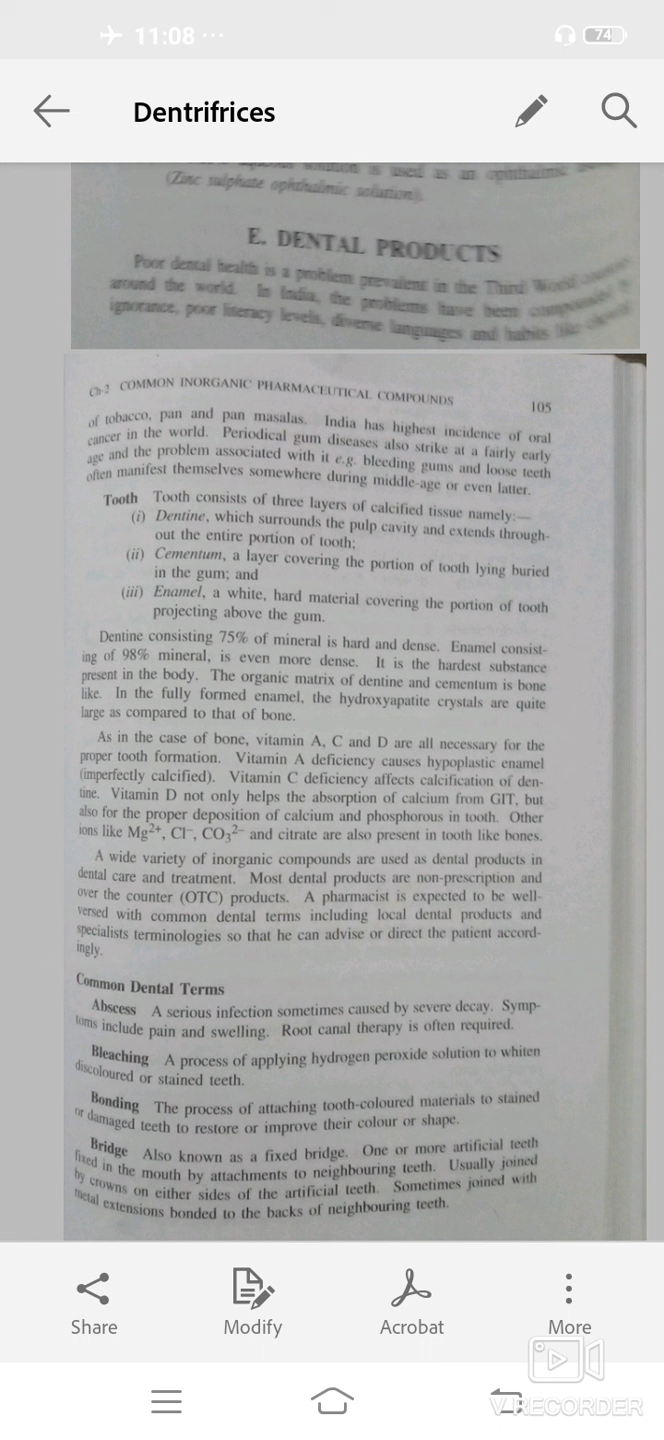 11:08 ...
74
Dentrifrices
solution is used as an ophthalmic
(Zinc sulphate ophthalmic solution).
E. DENTAL PRODUCTS
Poor dental health is a problem prevalent in the Third World
around the world. In India, the problems have been compounded
ignorance, poor literacy levels, diverse languages and habits like
Ch-2 COMMON INORGANIC PHARMACEUTICAL COMPOUNDS 105
of tobacco, pan and pan masalas. India has highest incidence of oral
cancer in the world. Periodical gum diseases also strike at a fairly early
age and the problem associated with it e.g. bleeding gums and loose teeth
often manifest themselves somewhere during middle-age or even latter.
Tooth Tooth consists of three layers of calcified tissue namely:—
(i) Dentine, which surrounds the pulp cavity and extends through-
out the entire portion of tooth;
(ii) Cementum, a layer covering the portion of tooth lying buried
in the gum; and
(iii) Enamel, a white, hard material covering the portion of tooth
projecting above the gum.
Dentine consisting 75% of mineral is hard and dense. Enamel consist-
ing of 98% mineral, is even more dense. It is the hardest substance
present in the body. The organic matrix of dentine and cementum is bone
like. In the fully formed enamel, the hydroxyapatite crystals are quite
large as compared to that of bone.
As in the case of bone, vitamin A, C and D are all necessary for the
proper tooth formation. Vitamin A deficiency causes hypoplastic enamel
(imperfectly calcified). Vitamin C deficiency affects calcification of den-
tine. Vitamin D not only helps the absorption of calcium from GIT, but
also for the proper deposition of calcium and phosphorous in tooth. Other
ions like Mg²⁺, Cl⁻, CO₃²⁻ and citrate are also present in tooth like bones.
A wide variety of inorganic compounds are used as dental products in
dental care and treatment. Most dental products are non-prescription and
over the counter (OTC) products. A pharmacist is expected to be well-
versed with common dental terms including local dental products and
specialists terminologies so that he can advise or direct the patient accord-
ingly.
Common Dental Terms
Abscess A serious infection sometimes caused by severe decay. Symp-
toms include pain and swelling. Root canal therapy is often required.
Bleaching A process of applying hydrogen peroxide solution to whiten
discoloured or stained teeth.
Bonding The process of attaching tooth-coloured materials to stained
or damaged teeth to restore or improve their colour or shape.
Bridge Also known as a fixed bridge. One or more artificial teeth
fixed in the mouth by attachments to neighbouring teeth. Usually joined
by crowns on either sides of the artificial teeth. Sometimes joined with
metal extensions bonded to the backs of neighbouring teeth.
Share Modify Acrobat More
V RECORDER